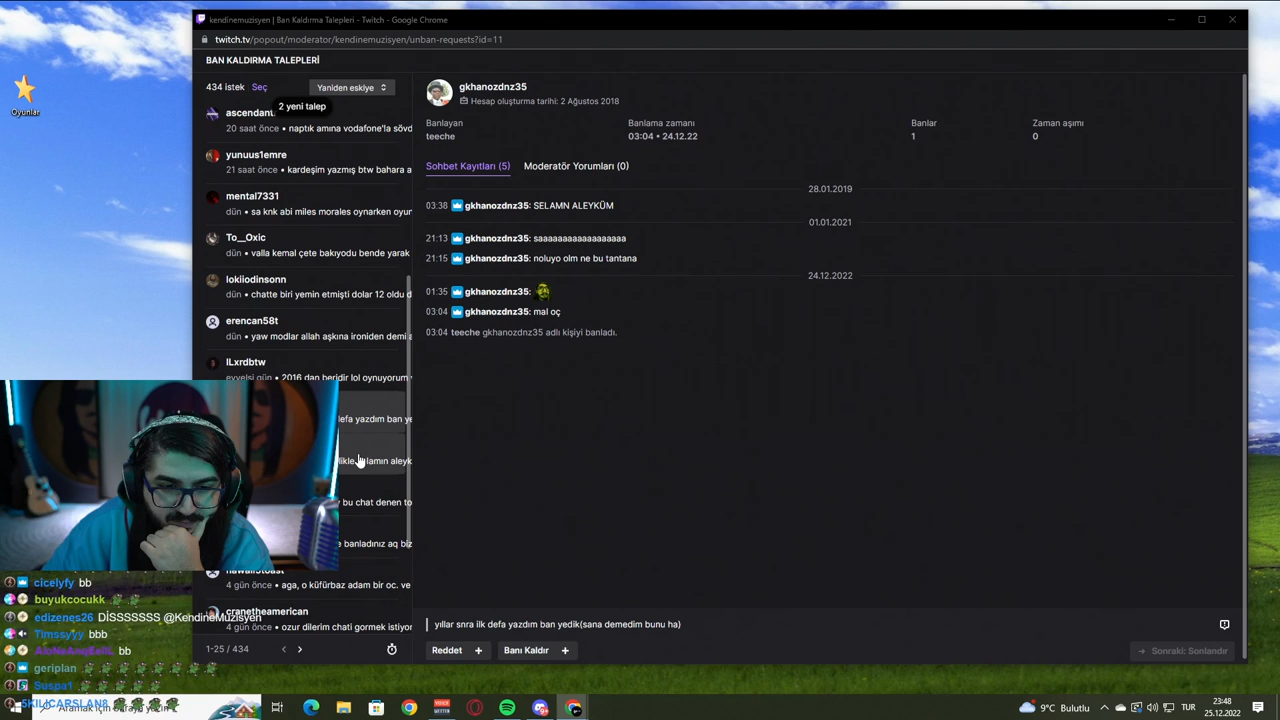 kendinemuzisyen | Ban Kaldırma Talepleri - Twitch - Google Chrome
twitch.tv/popout/moderator/kendinemuzisyen/unban-requests?id=11
BAN KALDIRMA TALEPLERİ
Oyunlar
434 istek Seç Yaniden eskiye
2 yeni talep
ascendant.
20 saat önce • naptık amına vodafone'la sövd
yunuus1emre
21 saat önce • kardeşim yazmış btw bahara a
mental7331
dün • sa knk abi miles morales oynarken oyun
To__Oxic
dün • valla kemal çete bakıyodu bende yarak
lokiiodinsonn
dün • chatte biri yemin etmişti dolar 12 oldu d
erencan58t
dün • yaw modlar allah aşkına ironiden demi a
ILxrdbtw
evvelsi gün • 2016 dan beridir lol oynuyorum
defa yazdım ban ye
likle lamın aleyk
y bu chat denen to
e banladınız aq biz
4 gün önce • aga, o küfürbaz adam bir oc. ve
cranetheamerican
4 gün önce • ozur dilerim chati gormek istiyor
1-25 / 434
gkhanozdnz35
Hesap oluşturma tarihi: 2 Ağustos 2018
Banlayan Banlama zamanı Banlar Zaman aşımı
teeche 03:04 • 24.12.22 1 0
Sohbet Kayıtları (5) Moderatör Yorumları (0)
28.01.2019
03:38 gkhanozdnz35: SELAMN ALEYKÜM
01.01.2021
21:13 gkhanozdnz35: saaaaaaaaaaaaaaaaaaa
21:15 gkhanozdnz35: noluyo olm ne bu tantana
24.12.2022
01:35 gkhanozdnz35:
03:04 gkhanozdnz35: mal oç
03:04 teeche gkhanozdnz35 adlı kişiyi banladı.
yıllar snra ilk defa yazdım ban yedik(sana demedim bunu ha)
Reddet + Banı Kaldır + → Sonraki: Sonlandır
cicelyfy bb
buyukcocukk
edizenes26 DİSSSSSSS @KendineMuzisyen
Timssyyy bbb
bb
geriplan
Suspa1
5KILICARSLAN8
9°C Bulutlu TUR 23:48
25.12.2022